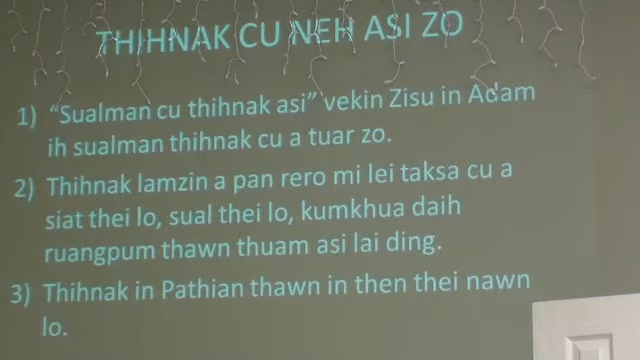 THIHNAK CU NEH ASI ZO
1) “Sualman cu thihnak asi” vekin Zisu in Adam
ih sualman thihnak cu a tuar zo.
2) Thihnak lamzin a pan rero mi lei taksa cu a
siat thei lo, sual thei lo, kumkhua daih
ruangpum thawn thuam asi lai ding.
3) Thihnak in Pathian thawn in then thei nawn
lo.